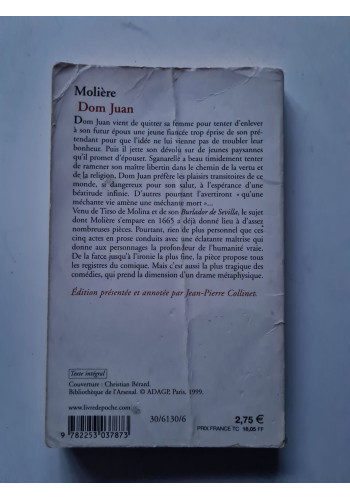 Molière
Dom Juan
Dom Juan vient de quitter sa femme pour tenter d'enlever
à son futur époux une jeune fiancée trop éprise de son pré-
tendant pour que l'idée ne lui vienne pas de troubler leur
bonheur. Puis il jette son dévolu sur de jeunes paysannes
qu'il promet d'épouser. Sganarelle a beau timidement tenter
de ramener son maître libertin dans le chemin de la vertu et
de la religion, Dom Juan préfère les plaisirs transitoires de ce
monde, si dangereux pour son salut, à l'espérance d'une
béatitude infinie. D'autres pourtant l'avertiront « qu'une
méchante vie amène une méchante mort »...
Venu de Tirso de Molina et de son Burlador de Sevilla, le sujet
dont Molière s'empare en 1665 a déjà donné lieu à d'assez
nombreuses pièces. Pourtant, rien de plus personnel que ces
cinq actes en prose conduits avec une éclatante maîtrise qui
donne aux personnages la profondeur de l'humanité vraie.
De la farce jusqu'à l'ironie la plus fine, la pièce propose tous
les registres du comique. Mais c'est aussi la plus tragique des
comédies, qui prend la dimension d'un drame métaphysique.
Édition présentée et annotée par Jean-Pierre Collinet.
Texte intégral
Couverture : Christian Bérard.
Bibliothèque de l'Arsenal. © ADAGP, Paris, 1999.
www.livredepoche.com
30/6130/6
2,75 €
PRIX FRANCE TC 18,05 FF
9 782253 037873